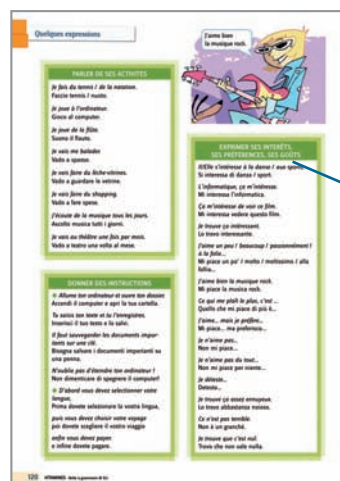 Quelques expressions
J'aime bien
la musique rock.
PARLER DE SES ACTIVITÉS
Je fais du tennis / de la natation.
Faccio tennis / nuoto.
Je joue à l'ordinateur.
Gioco al computer.
Je joue de la flûte.
Suono il flauto.
Je vais me balader.
Vado a spasso.
Je vais faire du lèche-vitrines.
Vado a guardare le vetrine.
Je vais faire du shopping.
Vado a fare spese.
J'écoute de la musique tous les jours.
Ascolto musica tutti i giorni.
Je vais au théâtre une fois par mois.
Vado a teatro una volta al mese.
DONNER DES INSTRUCTIONS
Allume ton ordinateur et ouvre ton dossier.
Accendi il computer e apri la tua cartella.
Tu saisis ton texte et tu l'enregistres.
Inserisci il tuo testo e lo salvi.
Il faut sauvegarder les documents impor-
tants sur une clé.
Bisogna salvare i documenti importanti su
una penna.
N'oublie pas d'éteindre ton ordinateur !
Non dimenticare di spegnere il computer!
D'abord vous devez sélectionner votre
langue,
Prima dovete selezionare la vostra lingua,
puis vous devez choisir votre voyage
poi dovete scegliere il vostro viaggio
enfin vous devez payer.
e infine dovete pagare.
EXPRIMER SES INTÉRÊTS,
SES PRÉFÉRENCES, SES GOÛTS
Il/Elle s'intéresse à la danse / aux sports.
Si interessa di danza / sport.
L'informatique, ça m'intéresse.
Mi interessa l'informatica.
Ça m'intéresse de voir ce film.
Mi interessa vedere questo film.
Je trouve ça intéressant.
Lo trovo interessante.
J'aime un peu / beaucoup / passionnément /
à la folie...
Mi piace un po' / molto / moltissimo / alla
follia...
J'aime bien la musique rock.
Mi piace la musica rock.
Ce qui me plaît le plus, c'est ...
Quello che mi piace di più è...
J'aime... mais je préfère...
Mi piace... ma preferisco...
Je n'aime pas...
Non mi piace...
Je n'aime pas du tout...
Non mi piace per niente...
Je déteste...
Detesto...
Je trouve ça assez ennuyeux.
Lo trovo abbastanza noioso.
Ce n'est pas terrible.
Non è un granché.
Je trouve que c'est nul.
Trovo che non vale nulla.
120